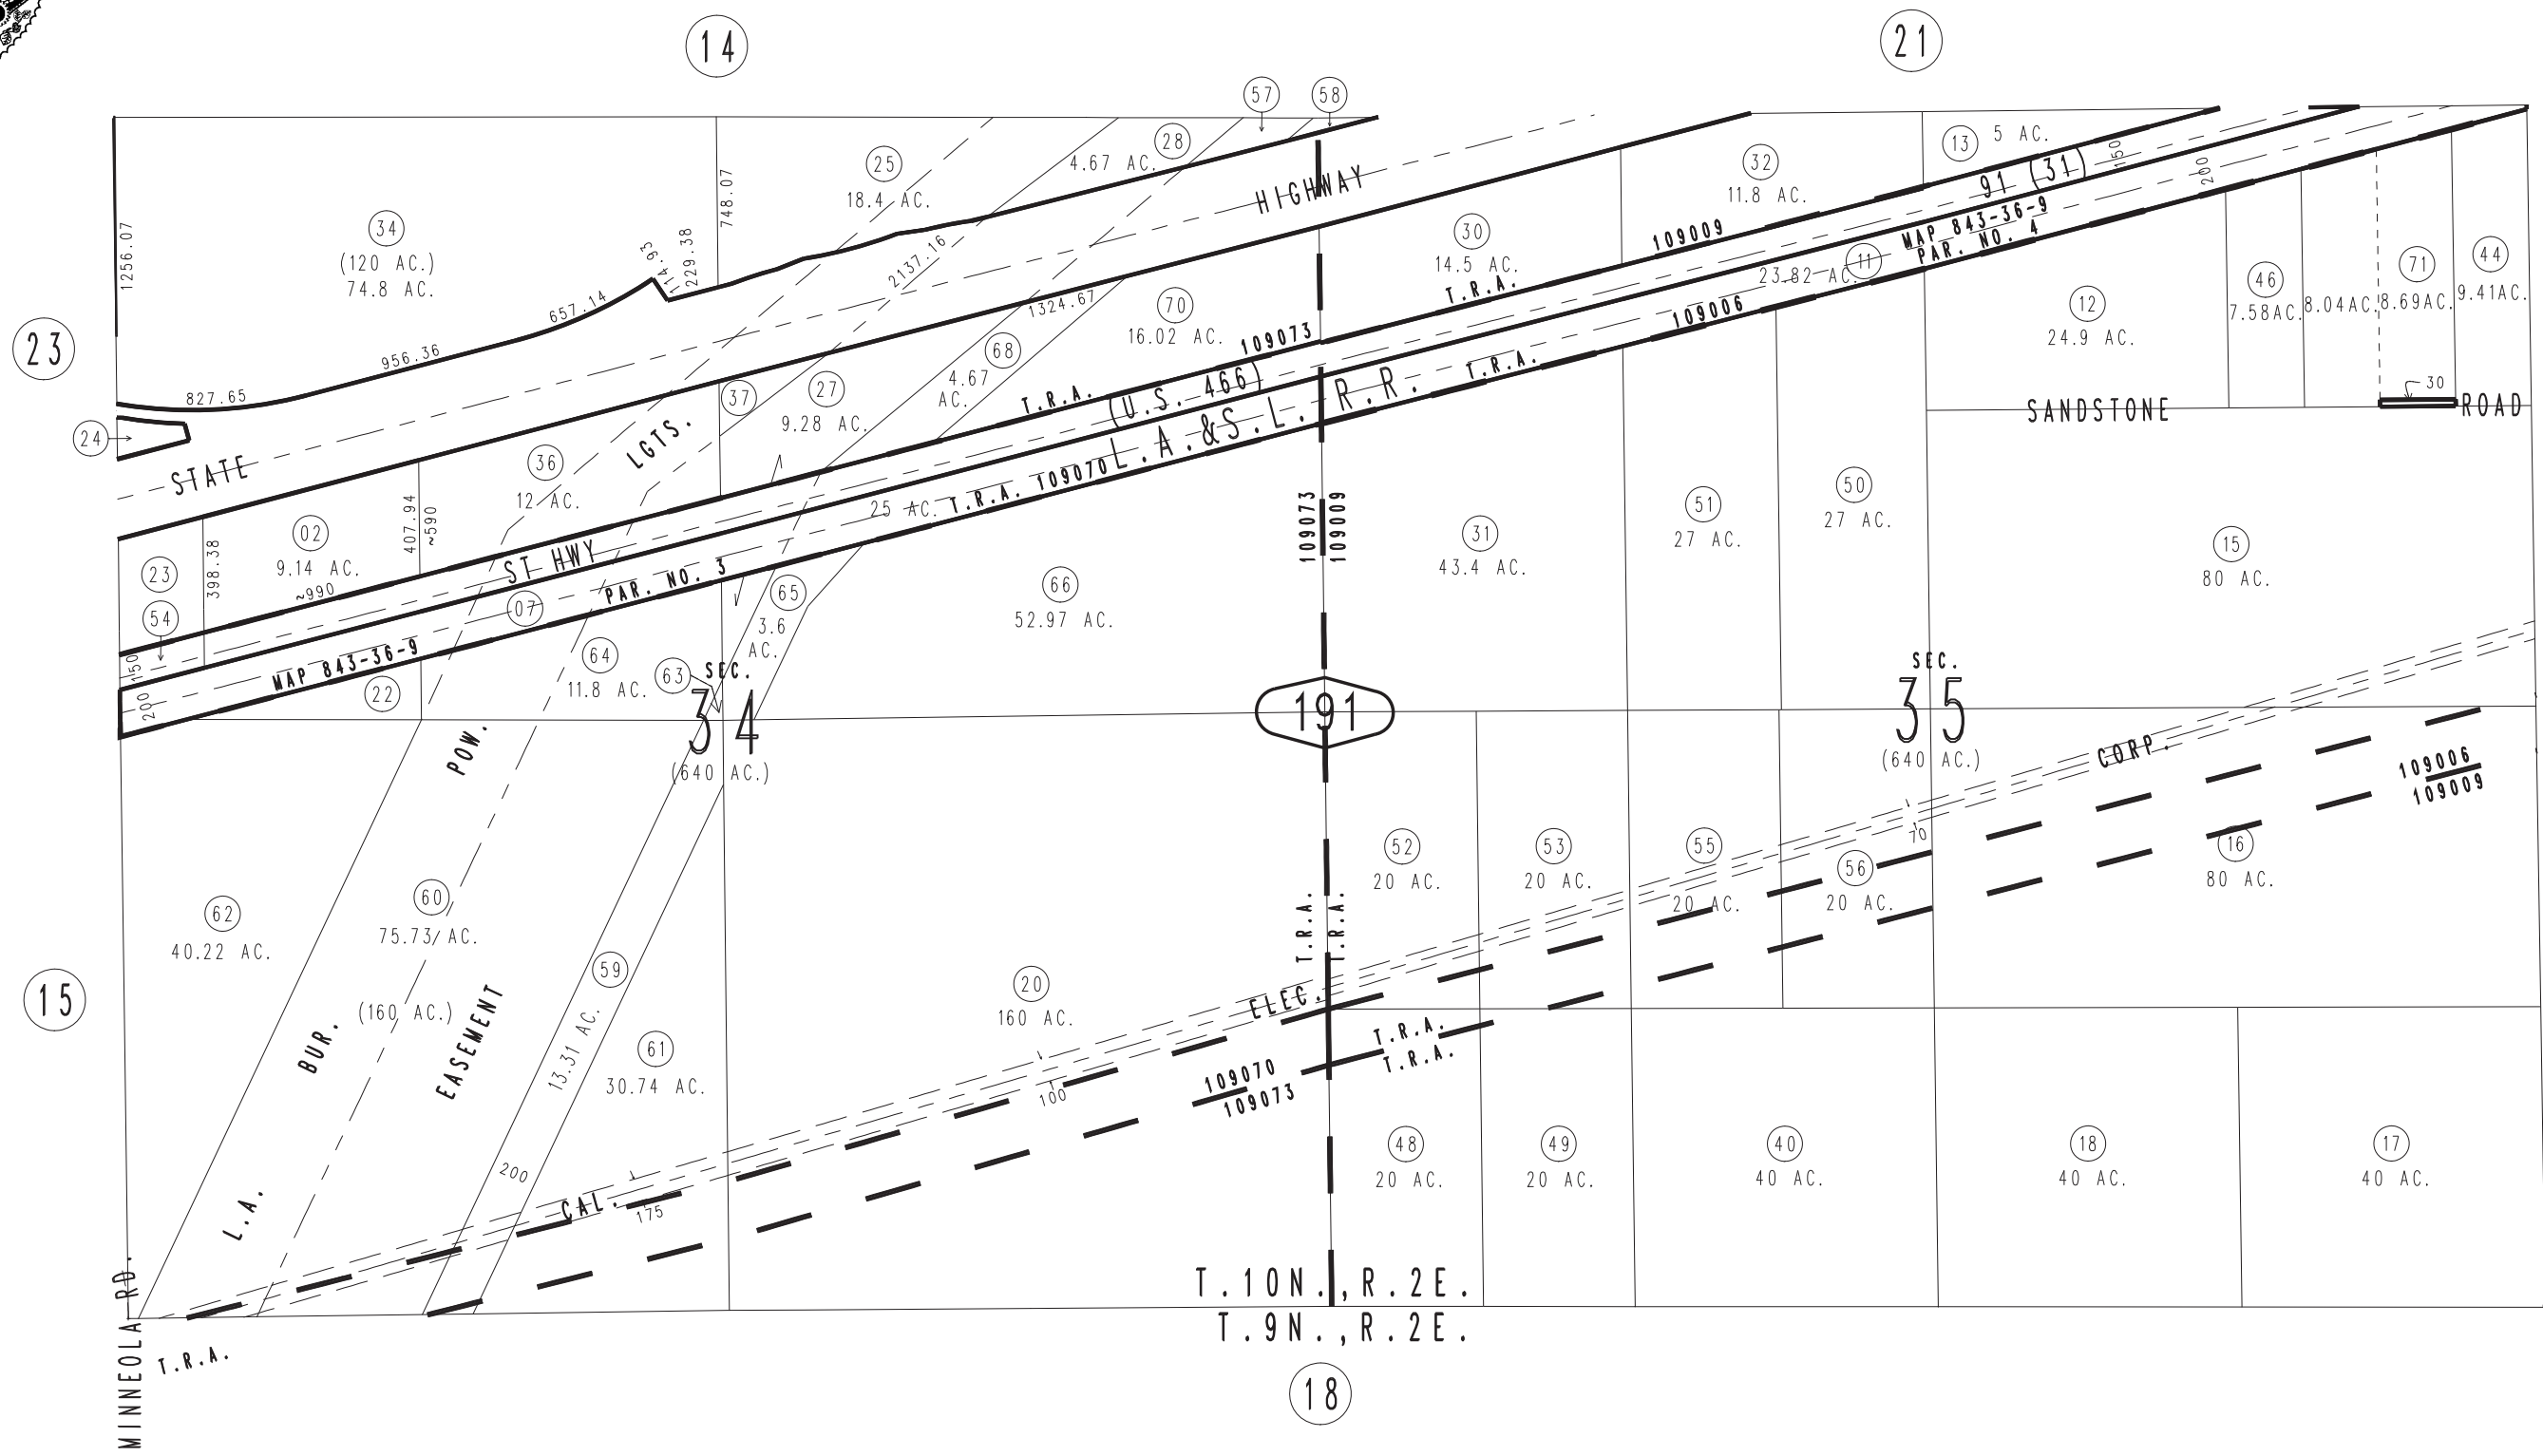 14
21
57
58
25
18.4 AC.
28
4.67 AC.
13
5 AC.
150
91 (31)
200
32
11.8 AC.
HIGHWAY
748.07
1256.07
34
(120 AC.)
74.8 AC.
114.93
229.38
657.14
956.36
827.65
2137.16
1324.67
30
14.5 AC.
T.R.A.
109009
MAP 843-36-9
PAR. NO. 4
23.82 AC.
11
109006
12
24.9 AC.
46
7.58AC.
8.04AC.
71
8.69AC.
44
9.41AC.
30
SANDSTONE
ROAD
23
24
STATE
70
16.02 AC.
109073
68
4.67
AC.
37
27
9.28 AC.
T.R.A.
(U.S. 466)
L.A.&S.L. R.R.
T.R.A.
36
12 AC.
LGTS.
25 AC.
T.R.A. 109070
407.94
~590
02
9.14 AC.
~990
398.38
23
54
ST HWY
07
PAR. NO. 3
MAP 843-36-9
150
200
22
64
11.8 AC.
65
3.6
AC.
63
SEC.
34
(640 AC.)
66
52.97 AC.
109073
109009
31
43.4 AC.
51
27 AC.
50
27 AC.
15
80 AC.
191
SEC.
35
(640 AC.)
CORP.
109006
109009
POW.
70
52
20 AC.
53
20 AC.
55
20 AC.
56
20 AC.
16
80 AC.
62
40.22 AC.
60
75.73 AC.
(160 AC.)
59
13.31 AC.
EASEMENT
BUR.
L.A.
15
61
30.74 AC.
20
160 AC.
T.R.A.
T.R.A.
ELEC.
T.R.A.
T.R.A.
109070
109073
100
200
CAL.
175
48
20 AC.
49
20 AC.
40
40 AC.
18
40 AC.
17
40 AC.
MINNEOLA RD.
T.R.A.
T.10N.,R.2E.
T.9N.,R.2E.
18